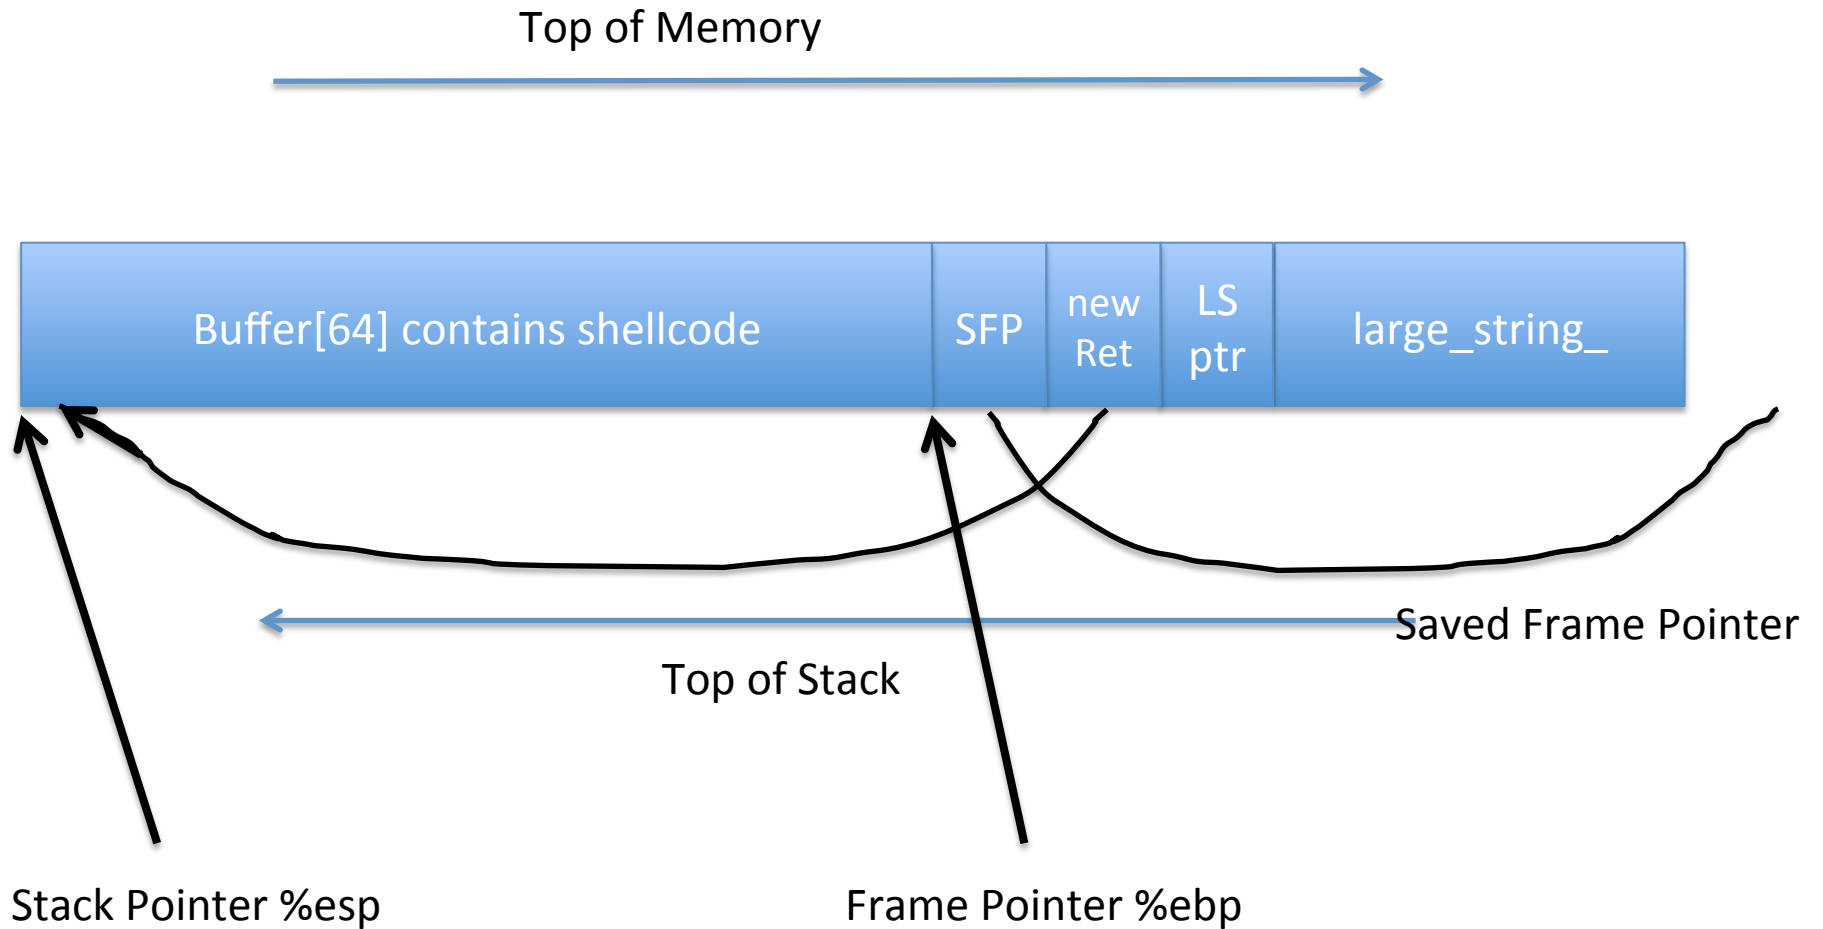 Top of Memory
Buffer[64] contains shellcode
SFP
new
Ret
LS
ptr
large_string_
Saved Frame Pointer
Top of Stack
Stack Pointer %esp
Frame Pointer %ebp